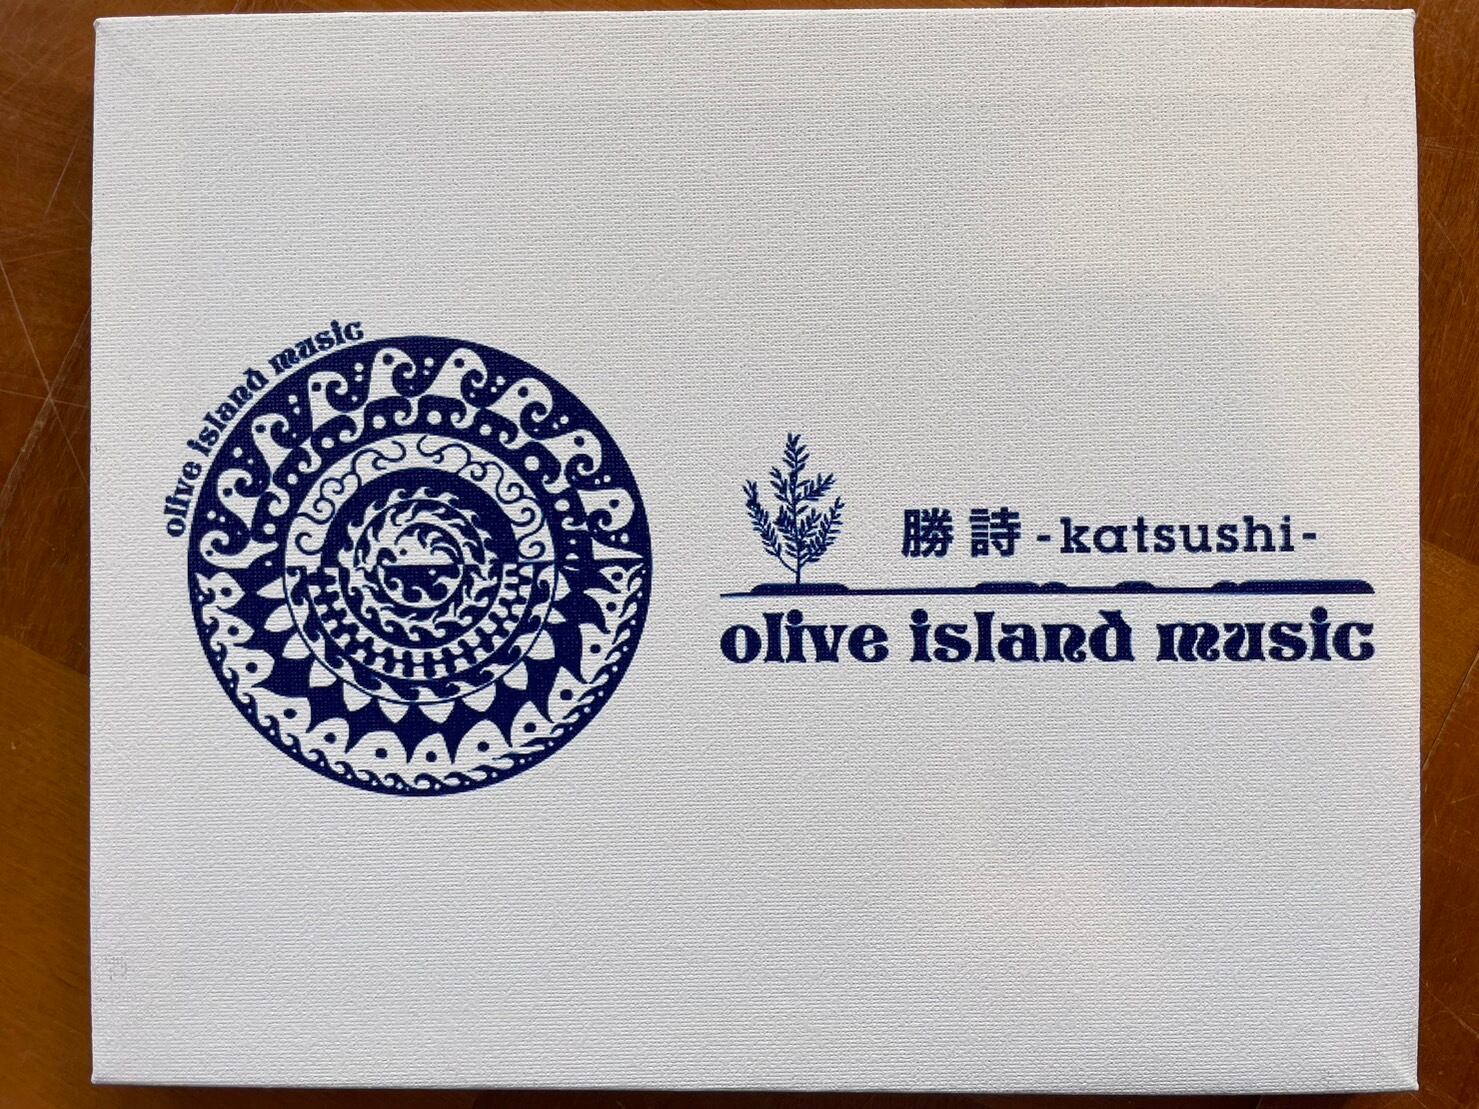 olive island music
勝詩-katsushi-
olive island music